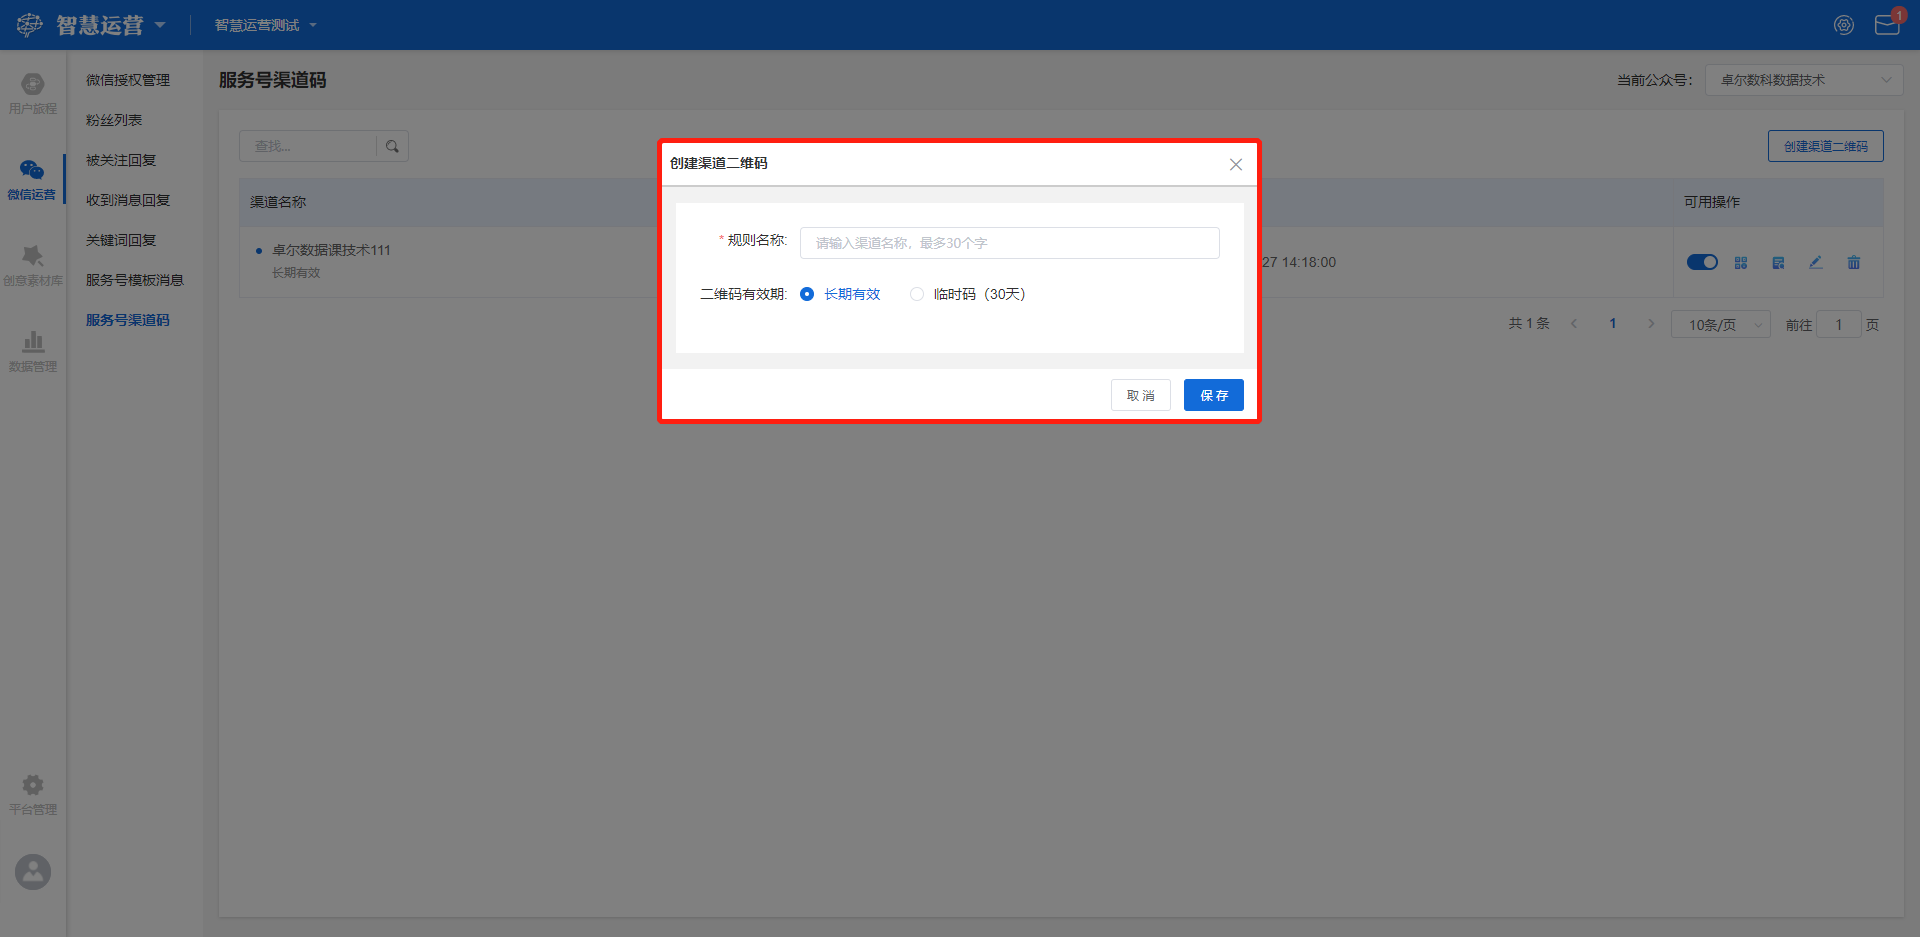 智慧运营
智慧运营测试
1
用户旅程
微信运营
创意素材库
数据管理
平台管理
微信授权管理
粉丝列表
被关注回复
收到消息回复
关键词回复
服务号模板消息
服务号渠道码
服务号渠道码
当前公众号：
卓尔数科数据技术
查找...
创建渠道二维码
渠道名称
可用操作
卓尔数据课技术111
长期有效
27 14:18:00
共 1 条
1
10条/页
前往 1 页
创建渠道二维码
* 规则名称:
请输入渠道名称，最多30个字
二维码有效期:
长期有效
临时码（30天）
取 消
保 存